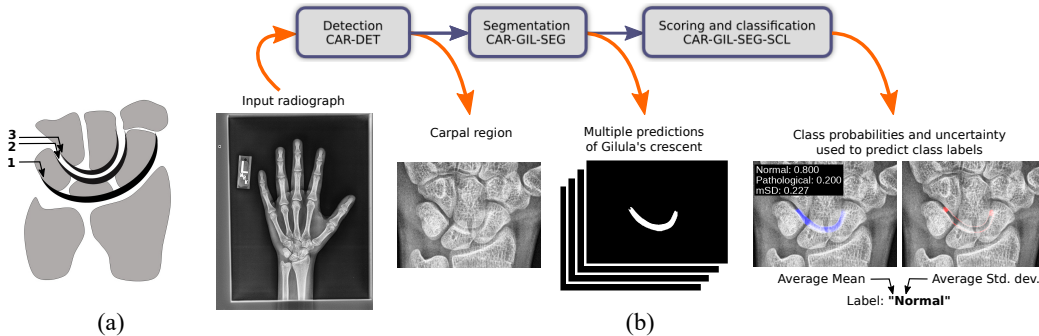 Detection
CAR-DET
Segmentation
CAR-GIL-SEG
Scoring and classification
CAR-GIL-SEG-SCL
Input radiograph
Carpal region
Multiple predictions
of Gilula's crescent
Class probabilities and uncertainty
used to predict class labels
3
2
1
Normal: 0.800
Pathological: 0.200
mSD: 0.227
Average Mean
Average Std. dev.
Label: "Normal"
(a)
(b)